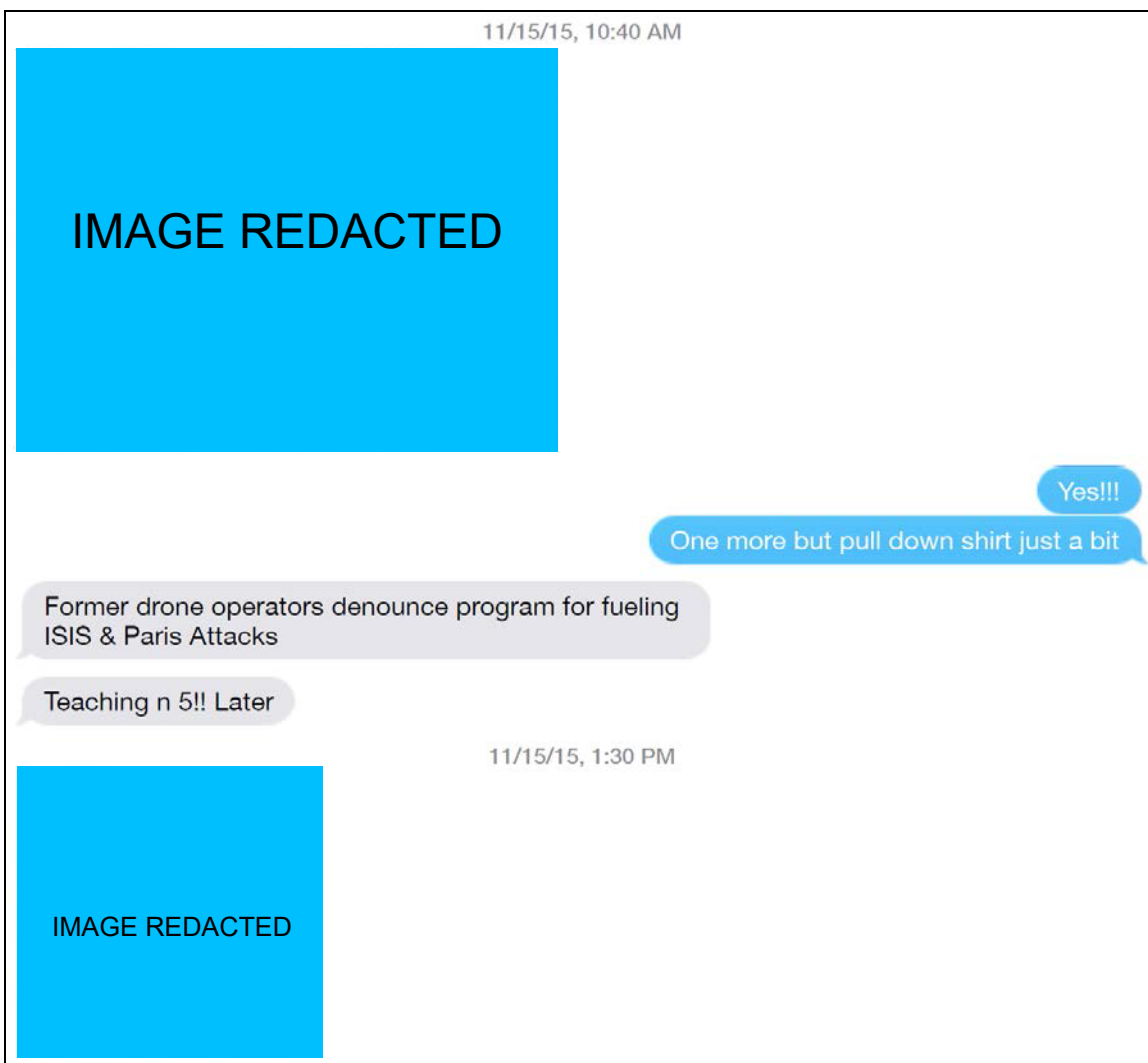 11/15/15, 10:40 AM
IMAGE REDACTED
Yes!!!
One more but pull down shirt just a bit
Former drone operators denounce program for fueling
ISIS & Paris Attacks
Teaching n 5!! Later
11/15/15, 1:30 PM
IMAGE REDACTED